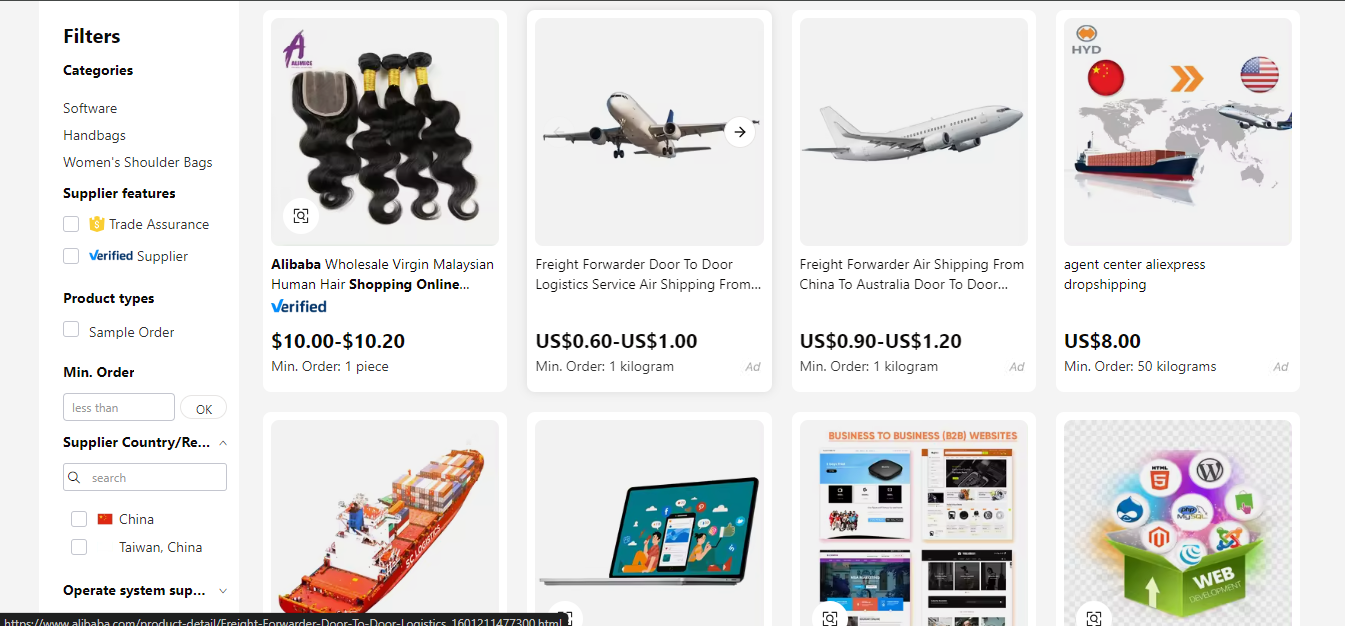 Filters
Categories
Software
Handbags
Women's Shoulder Bags
Supplier features
Trade Assurance
Verified Supplier
Product types
Sample Order
Min. Order
less than
OK
Supplier Country/Re...
search
China
Taiwan, China
Operate system sup...
ALIMICE
Alibaba Wholesale Virgin Malaysian
Human Hair Shopping Online...
Verified
$10.00-$10.20
Min. Order: 1 piece
Freight Forwarder Door To Door
Logistics Service Air Shipping From...
US$0.60-US$1.00
Min. Order: 1 kilogram
Ad
Freight Forwarder Air Shipping From
China To Australia Door To Door...
US$0.90-US$1.20
Min. Order: 1 kilogram
Ad
HYD
agent center aliexpress
dropshipping
US$8.00
Min. Order: 50 kilograms
Ad
LOGISTICS
BUSINESS TO BUSINESS (B2B) WEBSITES
HTML
5
php
MySQL
WEB
DEVELOPMENT
https://www.alibaba.com/product-detail/Freight-Forwarder-Door-To-Door-Logistics_1601211477300.html